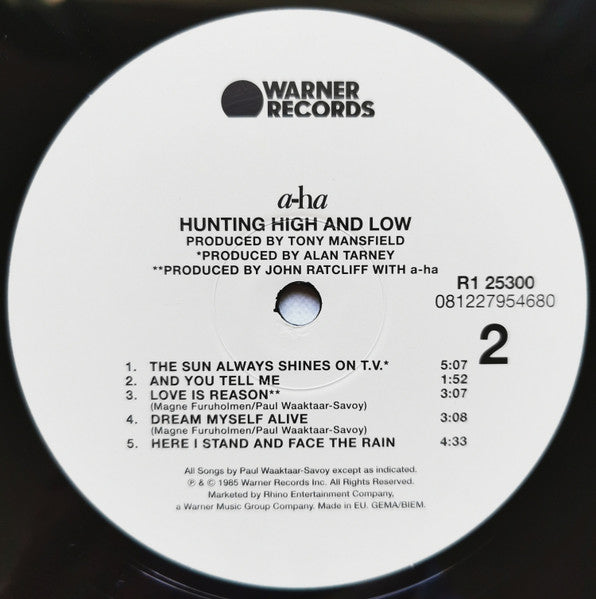 WARNER
RECORDS
a-ha
HUNTING HIGH AND LOW
PRODUCED BY TONY MANSFIELD
*PRODUCED BY ALAN TARNEY
**PRODUCED BY JOHN RATCLIFF WITH a-ha
R1 25300
081227954680
2
1. THE SUN ALWAYS SHINES ON T.V.* 5:07
2. AND YOU TELL ME 1:52
3. LOVE IS REASON** 3:07
(Magne Furuholmen/Paul Waaktaar-Savoy)
4. DREAM MYSELF ALIVE 3:08
(Magne Furuholmen/Paul Waaktaar-Savoy)
5. HERE I STAND AND FACE THE RAIN 4:33
All Songs by Paul Waaktaar-Savoy except as indicated.
℗ & © 1985 Warner Records Inc. All Rights Reserved.
Marketed by Rhino Entertainment Company,
a Warner Music Group Company. Made in EU. GEMA/BIEM.